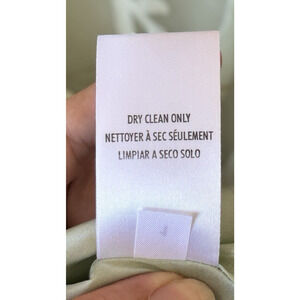 DRY CLEAN ONLY
NETTOYER À SEC SÉULEMENT
LIMPIAR A SECO SOLO